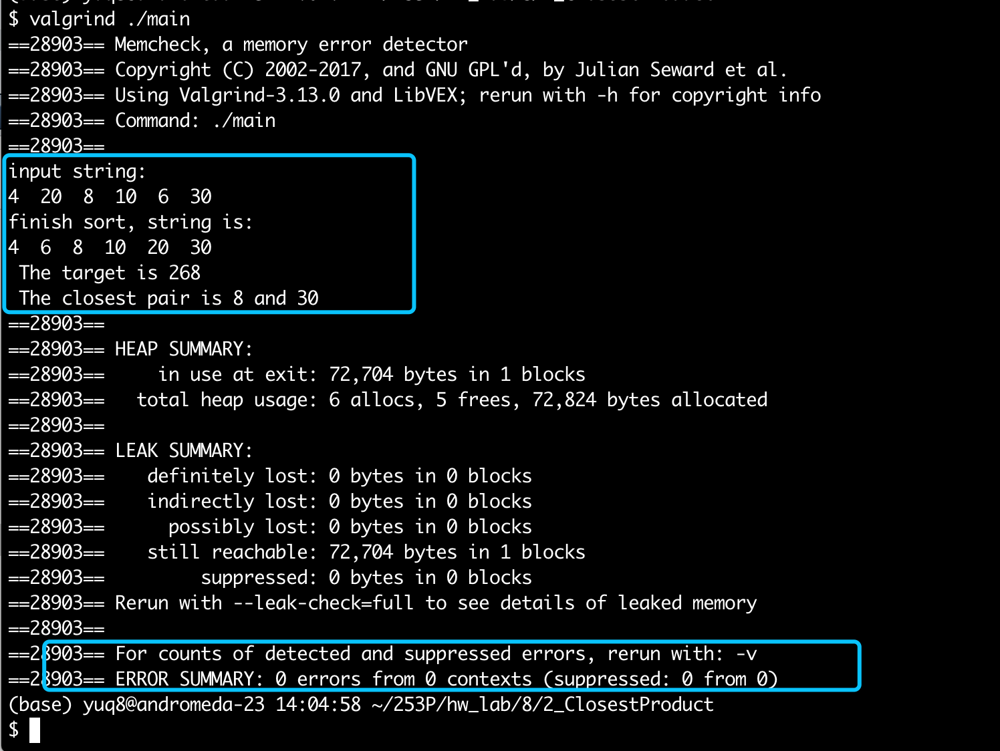 $ valgrind ./main
==28903== Memcheck, a memory error detector
==28903== Copyright (C) 2002-2017, and GNU GPL'd, by Julian Seward et al.
==28903== Using Valgrind-3.13.0 and LibVEX; rerun with -h for copyright info
==28903== Command: ./main
==28903==
input string:
4  20  8  10  6  30
finish sort, string is:
4  6  8  10  20  30
 The target is 268
 The closest pair is 8 and 30
==28903==
==28903== HEAP SUMMARY:
==28903==     in use at exit: 72,704 bytes in 1 blocks
==28903==   total heap usage: 6 allocs, 5 frees, 72,824 bytes allocated
==28903==
==28903== LEAK SUMMARY:
==28903==    definitely lost: 0 bytes in 0 blocks
==28903==    indirectly lost: 0 bytes in 0 blocks
==28903==      possibly lost: 0 bytes in 0 blocks
==28903==    still reachable: 72,704 bytes in 1 blocks
==28903==         suppressed: 0 bytes in 0 blocks
==28903== Rerun with --leak-check=full to see details of leaked memory
==28903==
==28903== For counts of detected and suppressed errors, rerun with: -v
==28903== ERROR SUMMARY: 0 errors from 0 contexts (suppressed: 0 from 0)
(base) yuq8@andromeda-23 14:04:58 ~/253P/hw_lab/8/2_ClosestProduct
$